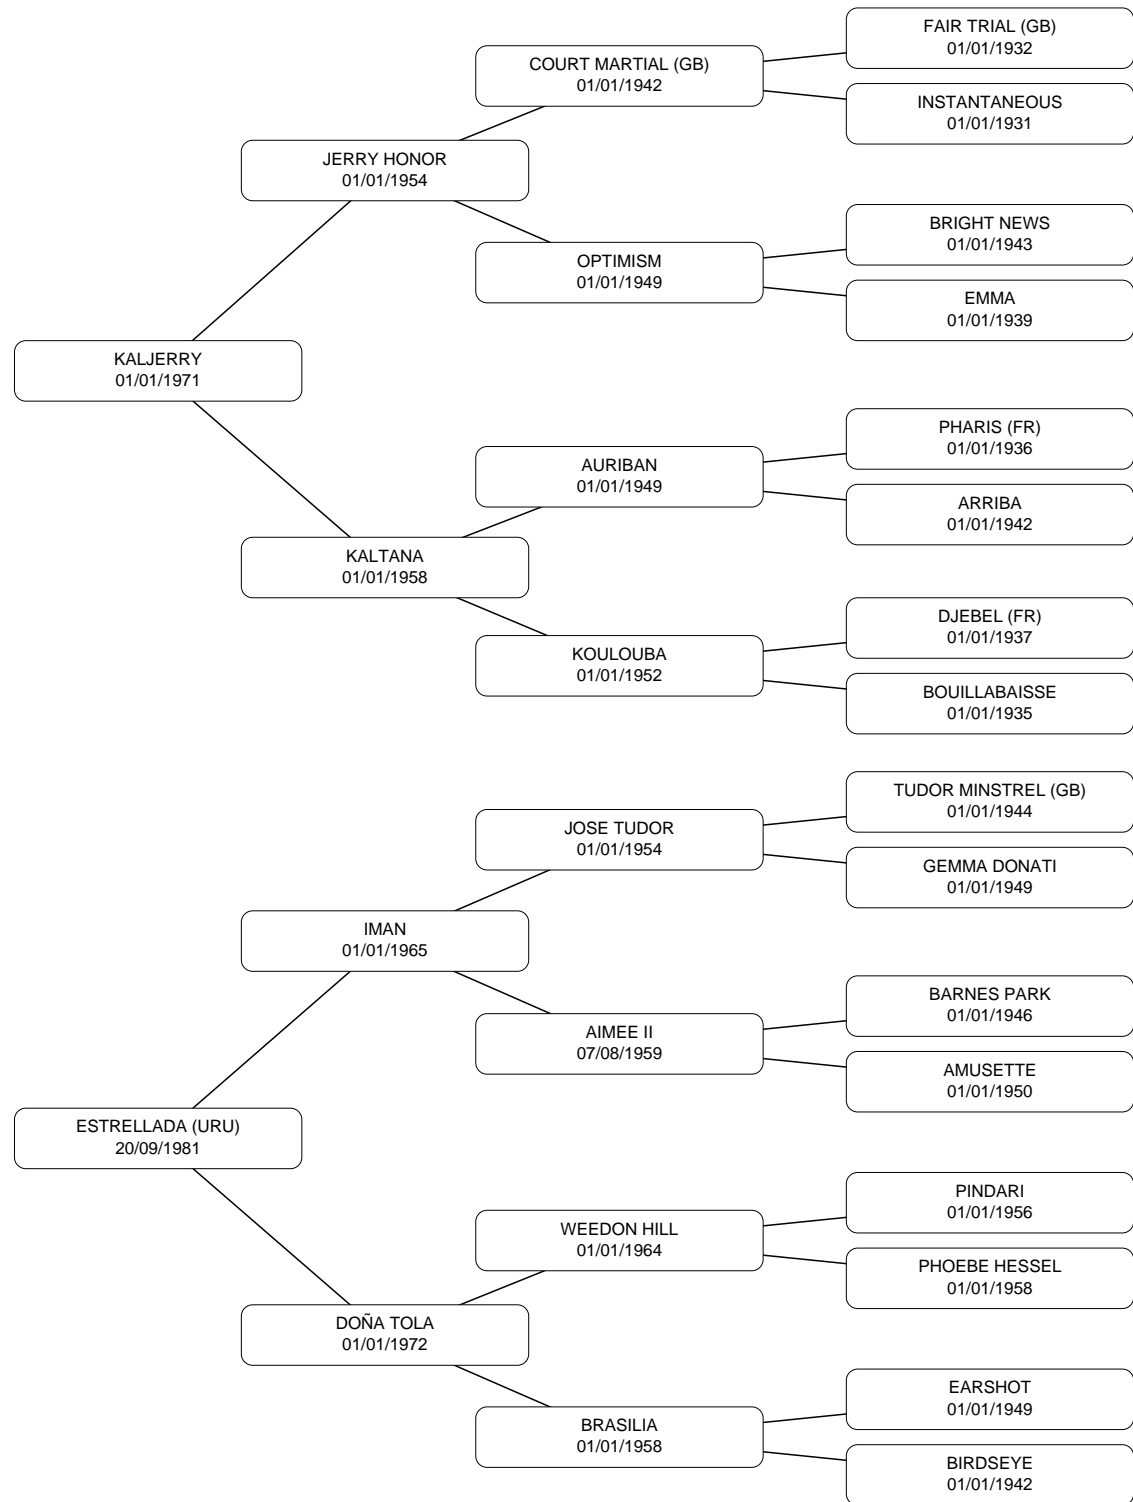 FAIR TRIAL (GB)
01/01/1932
COURT MARTIAL (GB)
01/01/1942
INSTANTANEOUS
01/01/1931
JERRY HONOR
01/01/1954
BRIGHT NEWS
01/01/1943
OPTIMISM
01/01/1949
EMMA
01/01/1939
KALJERRY
01/01/1971
PHARIS (FR)
01/01/1936
AURIBAN
01/01/1949
ARRIBA
01/01/1942
KALTANA
01/01/1958
DJEBEL (FR)
01/01/1937
KOULOUBA
01/01/1952
BOUILLABAISSE
01/01/1935
TUDOR MINSTREL (GB)
01/01/1944
JOSE TUDOR
01/01/1954
GEMMA DONATI
01/01/1949
IMAN
01/01/1965
BARNES PARK
01/01/1946
AIMEE II
07/08/1959
AMUSETTE
01/01/1950
ESTRELLADA (URU)
20/09/1981
PINDARI
01/01/1956
WEEDON HILL
01/01/1964
PHOEBE HESSEL
01/01/1958
DOÑA TOLA
01/01/1972
EARSHOT
01/01/1949
BRASILIA
01/01/1958
BIRDSEYE
01/01/1942